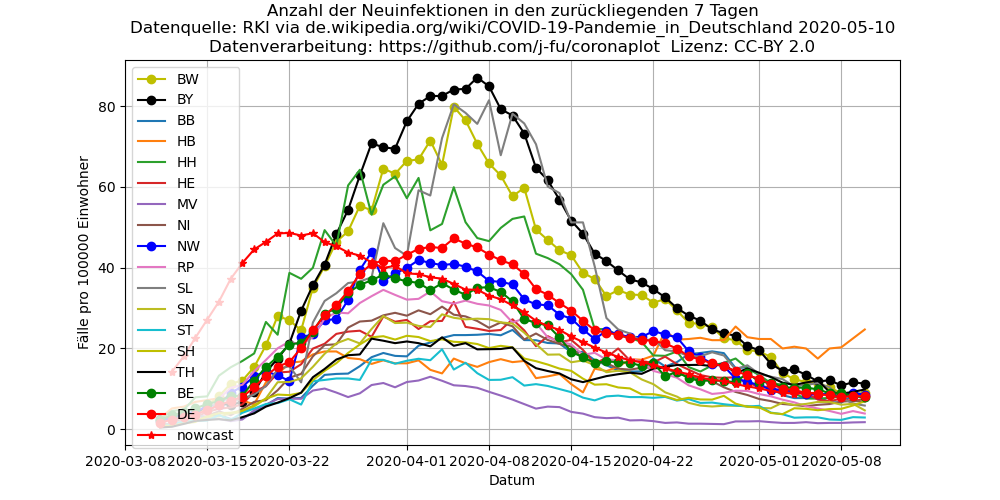 Anzahl der Neuinfektionen in den zurückliegenden 7 Tagen
Datenquelle: RKI via de.wikipedia.org/wiki/COVID-19-Pandemie_in_Deutschland 2020-05-10
Datenverarbeitung: https://github.com/j-fu/coronaplot Lizenz: CC-BY 2.0
BW
BY
BB
HB
HH
HE
MV
NI
NW
RP
SL
SN
ST
SH
TH
BE
DE
nowcast
Fälle pro 100000 Einwohner
80
60
40
20
0
2020-03-08 2020-03-15 2020-03-22 2020-04-01 2020-04-08 2020-04-15 2020-04-22 2020-05-01 2020-05-08
Datum